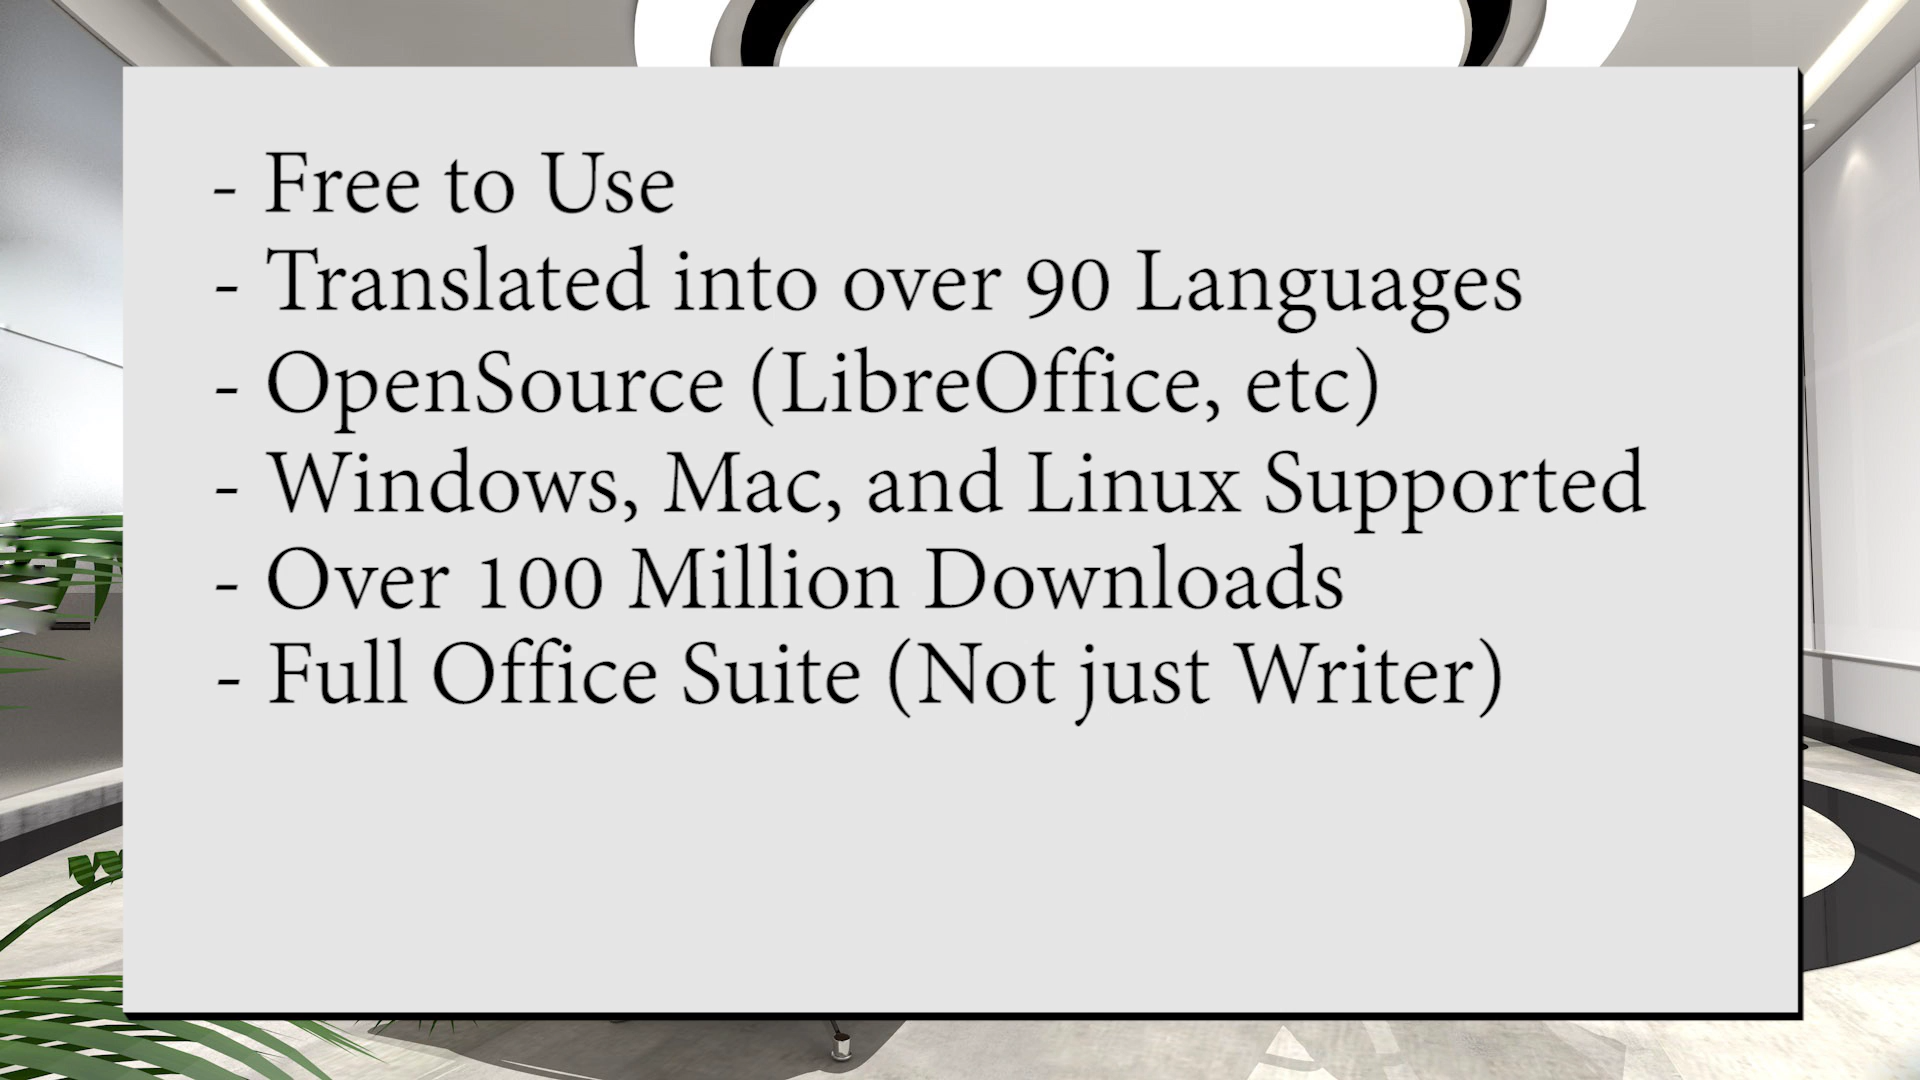 - Free to Use
- Translated into over 90 Languages
- OpenSource (LibreOffice, etc)
- Windows, Mac, and Linux Supported
- Over 100 Million Downloads
- Full Office Suite (Not just Writer)